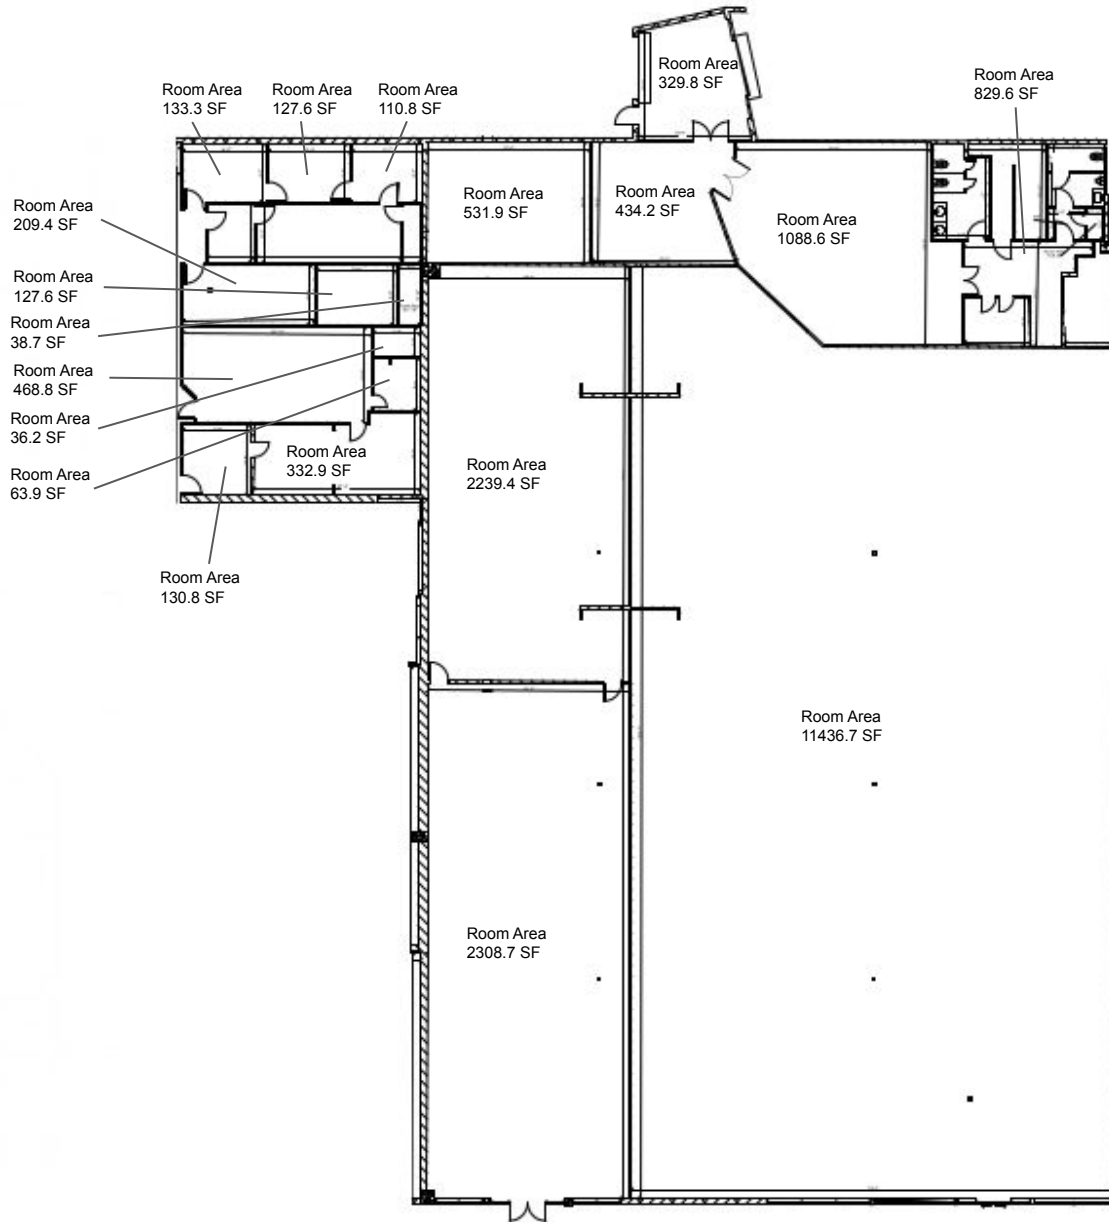 Room Area
329.8 SF
Room Area
829.6 SF
Room Area
133.3 SF
Room Area
127.6 SF
Room Area
110.8 SF
Room Area
209.4 SF
Room Area
531.9 SF
Room Area
434.2 SF
Room Area
1088.6 SF
Room Area
127.6 SF
Room Area
38.7 SF
Room Area
468.8 SF
Room Area
36.2 SF
Room Area
63.9 SF
Room Area
332.9 SF
Room Area
2239.4 SF
Room Area
130.8 SF
Room Area
11436.7 SF
Room Area
2308.7 SF